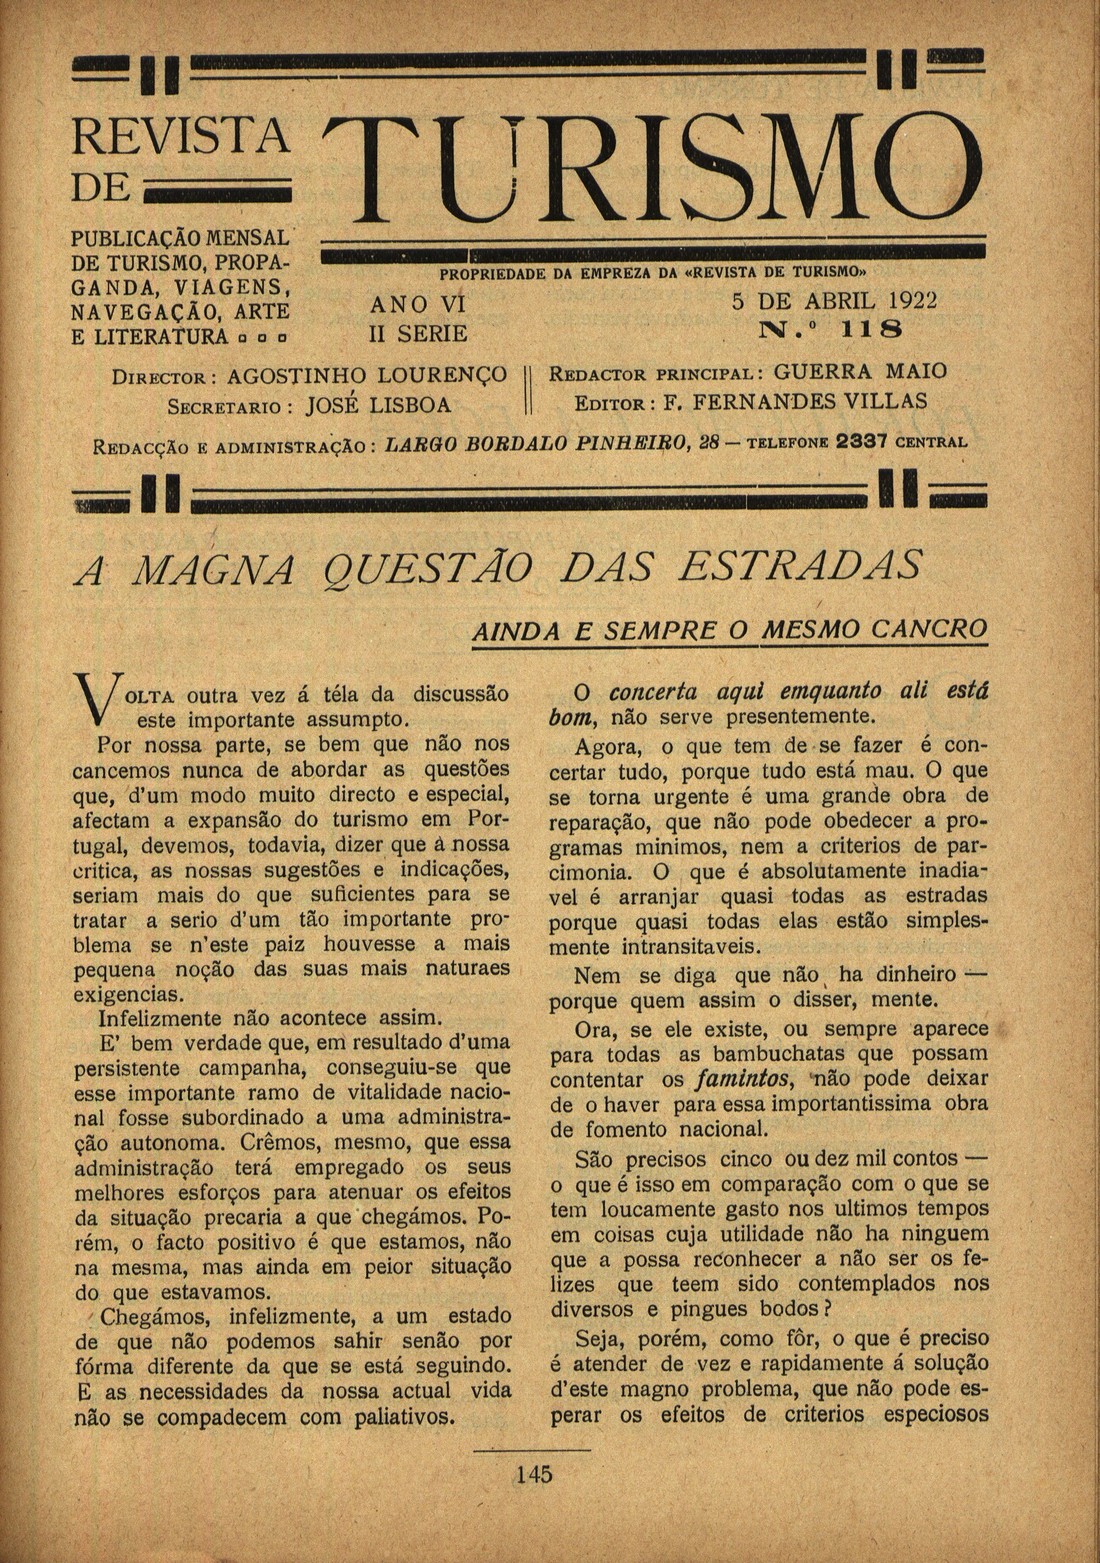 REVISTA
DE
TURISMO
PUBLICAÇÃO MENSAL
DE TURISMO, PROPA-
GANDA, VIAGENS,
NAVEGAÇÃO, ARTE
E LITERATURA
PROPRIEDADE DA EMPREZA DA «REVISTA DE TURISMO»
ANO VI
II SERIE
5 DE ABRIL 1922
N.º 118
DIRECTOR: AGOSTINHO LOURENÇO
SECRETARIO: JOSÉ LISBOA
REDACTOR PRINCIPAL: GUERRA MAIO
EDITOR: F. FERNANDES VILLAS
REDACÇÃO E ADMINISTRAÇÃO: LARGO BORDALO PINHEIRO, 28 — TELEFONE 2337 CENTRAL
A MAGNA QUESTÃO DAS ESTRADAS
AINDA E SEMPRE O MESMO CANCRO
VOLTA outra vez á téla da discussão
este importante assumpto.
Por nossa parte, se bem que não nos
cancemos nunca de abordar as questões
que, d'um modo muito directo e especial,
afectam a expansão do turismo em Por-
tugal, devemos, todavia, dizer que à nossa
critica, as nossas sugestões e indicações,
seriam mais do que suficientes para se
tratar a serio d'um tão importante pro-
blema se n'este paiz houvesse a mais
pequena noção das suas mais naturaes
exigencias.
Infelizmente não acontece assim.
E' bem verdade que, em resultado d'uma
persistente campanha, conseguiu-se que
esse importante ramo de vitalidade nacio-
nal fosse subordinado a uma administra-
ção autonoma. Crêmos, mesmo, que essa
administração terá empregado os seus
melhores esforços para atenuar os efeitos
da situação precaria a que chegámos. Po-
rém, o facto positivo é que estamos, não
na mesma, mas ainda em peior situação
do que estavamos.
Chegámos, infelizmente, a um estado
de que não podemos sahir senão por
fórma diferente da que se está seguindo.
E as necessidades da nossa actual vida
não se compadecem com paliativos.
O concerta aqui emquanto ali está
bom, não serve presentemente.
Agora, o que tem de se fazer é con-
certar tudo, porque tudo está mau. O que
se torna urgente é uma grande obra de
reparação, que não pode obedecer a pro-
gramas minimos, nem a criterios de par-
cimonia. O que é absolutamente inadia-
vel é arranjar quasi todas as estradas
porque quasi todas elas estão simples-
mente intransitaveis.
Nem se diga que não ha dinheiro —
porque quem assim o disser, mente.
Ora, se ele existe, ou sempre aparece
para todas as bambuchatas que possam
contentar os famintos, não pode deixar
de o haver para essa importantissima obra
de fomento nacional.
São precisos cinco ou dez mil contos —
o que é isso em comparação com o que se
tem loucamente gasto nos ultimos tempos
em coisas cuja utilidade não ha ninguem
que a possa reconhecer a não ser os fe-
lizes que teem sido contemplados nos
diversos e pingues bodos?
Seja, porém, como fôr, o que é preciso
é atender de vez e rapidamente á solução
d'este magno problema, que não pode es-
perar os efeitos de criterios especiosos
145